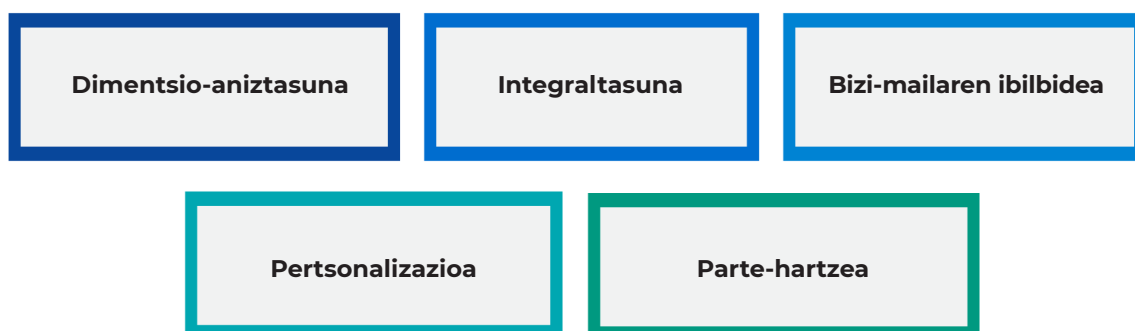 Dimentsio-aniztasuna
Integraltasuna
Bizi-mailaren ibilbidea
Pertsonalizazioa
Parte-hartzea